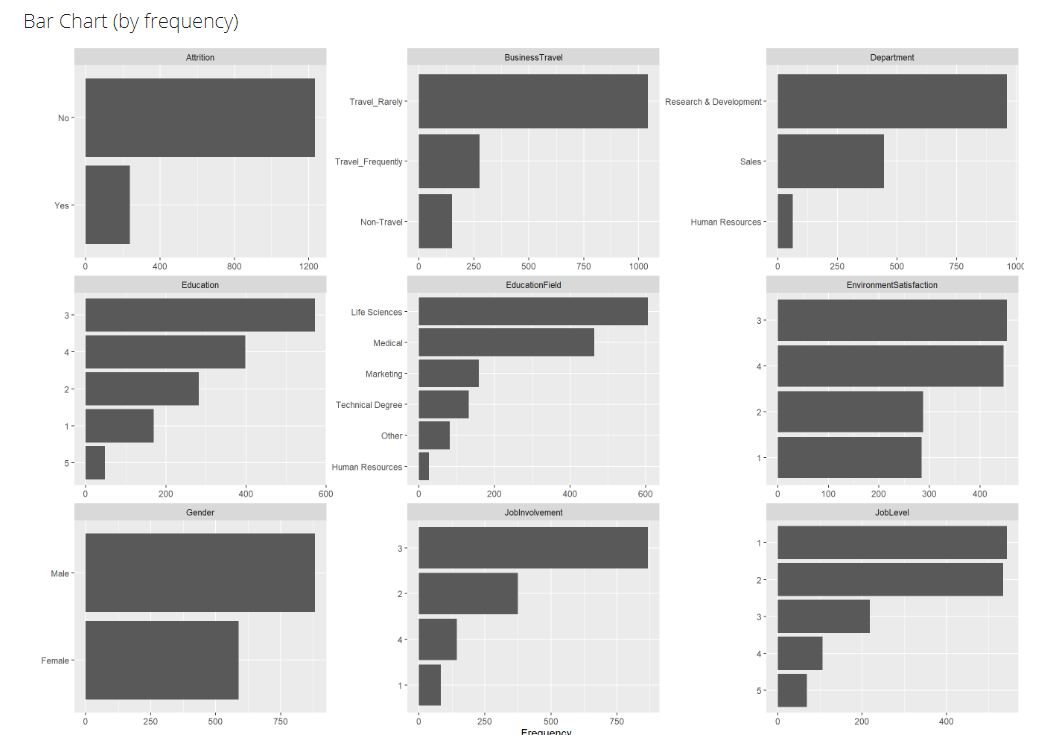 Bar Chart (by frequency)
Attrition
No
Yes
0 400 800 1200
BusinessTravel
Travel_Rarely
Travel_Frequently
Non-Travel
0 250 500 750 1000
Department
Research & Development
Sales
Human Resources
0 250 500 750 1000
Education
3
4
2
1
5
0 200 400 600
EducationField
Life Sciences
Medical
Marketing
Technical Degree
Other
Human Resources
0 200 400 600
EnvironmentSatisfaction
3
4
2
1
0 100 200 300 400
Gender
Male
Female
0 250 500 750
JobInvolvement
3
2
4
1
0 250 500 750
JobLevel
1
2
3
4
5
0 200 400
Frequency